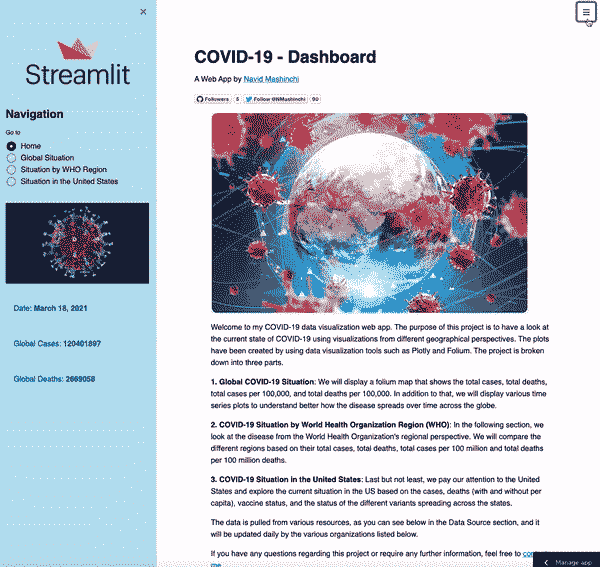 ×
Streamlit
Navigation
Go to
Home
Global Situation
Situation by WHO Region
Situation in the United States
Date: March 18, 2021
Global Cases: 120401897
Global Deaths: 2669058
COVID-19 - Dashboard
A Web App by Navid Mashinchi
Followers 5 Follow @NMashinchi 90
Welcome to my COVID-19 data visualization web app. The purpose of this project is to have a look at
the current state of COVID-19 using visualizations from different geographical perspectives. The plots
have been created by using data visualization tools such as Plotly and Folium. The project is broken
down into three parts.
1. Global COVID-19 Situation: We will display a folium map that shows the total cases, total deaths,
total cases per 100,000, and total deaths per 100,000. In addition to that, we will display various time
series plots to understand better how the disease spreads over time across the globe.
2. COVID-19 Situation by World Health Organization Region (WHO): In the following section, we
look at the disease from the World Health Organization's regional perspective. We will compare the
different regions based on their total cases, total deaths, total cases per 100 million and total deaths
per 100 million deaths.
3. COVID-19 Situation in the United States: Last but not least, we pay our attention to the United
States and explore the current situation in the US based on the cases, deaths (with and without per
capita), vaccine status, and the status of the different variants spreading across the states.
The data is pulled from various resources, as you can see below in the Data Source section, and it
will be updated daily by the various organizations listed below.
If you have any questions regarding this project or require any further information, feel free to
me
< Manage app